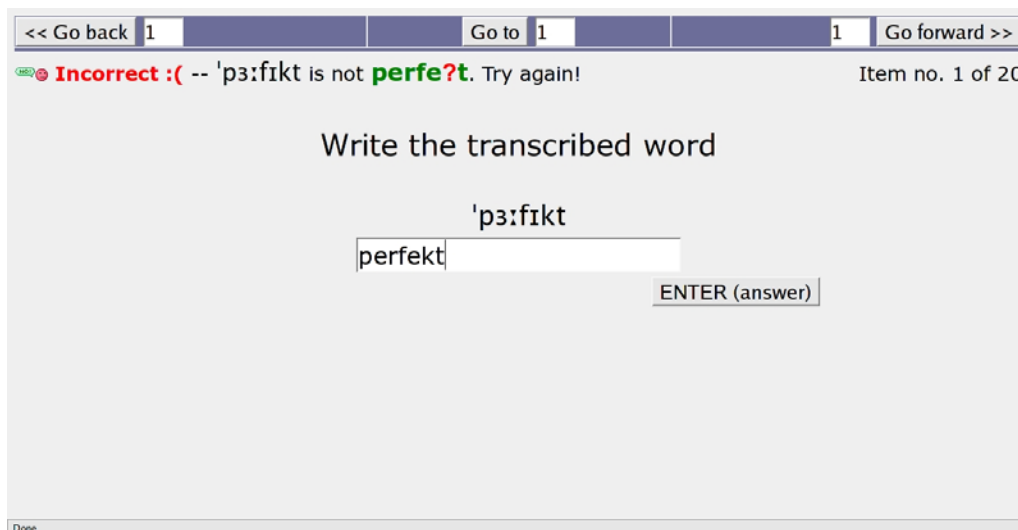 << Go back 1 Go to 1 1 Go forward >>
Incorrect :( -- ˈpɜːfɪkt is not perfe?t. Try again! Item no. 1 of 20
Write the transcribed word
ˈpɜːfɪkt
perfekt
ENTER (answer)
Done